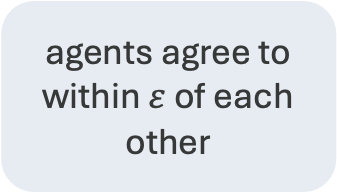 agents agree to
within 𝜀 of each
other